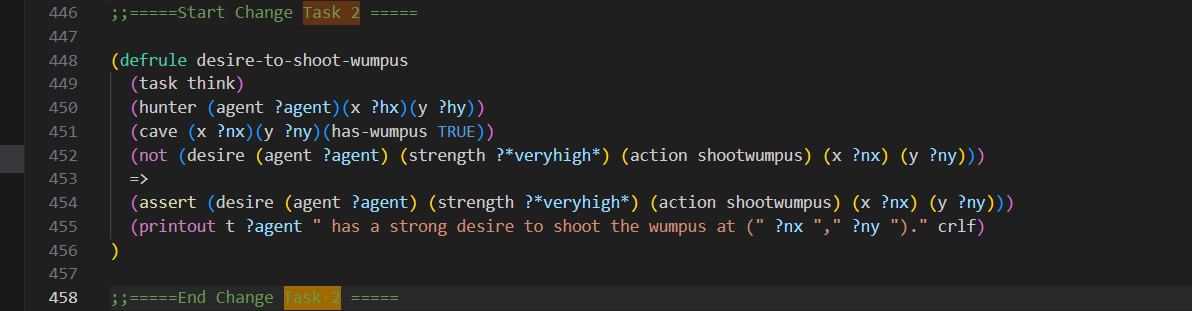 446 ;;=====Start Change Task 2 =====
447
448 (defrule desire-to-shoot-wumpus
449 (task think)
450 (hunter (agent ?agent)(x ?hx)(y ?hy))
451 (cave (x ?nx)(y ?ny)(has-wumpus TRUE))
452 (not (desire (agent ?agent) (strength ?*veryhigh*) (action shootwumpus) (x ?nx) (y ?ny)))
453 =>
454 (assert (desire (agent ?agent) (strength ?*veryhigh*) (action shootwumpus) (x ?nx) (y ?ny)))
455 (printout t ?agent " has a strong desire to shoot the wumpus at (" ?nx "," ?ny ")." crlf)
456 )
457
458 ;;=====End Change Task 2 =====